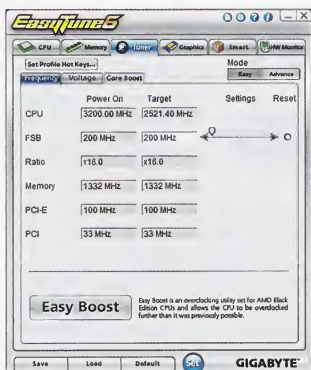 EasyTune6
CPU Memory Tuner Graphics Smart HW Monitor
Set Profile Hot Keys... Mode
Frequency Voltage Core Boost Easy Advance
Power On Target Settings Reset
CPU 3200.00 MHz 2521.40 MHz
FSB 200 MHz 200 MHz
Ratio x16.0 x16.0
Memory 1332 MHz 1332 MHz
PCI-E 100 MHz 100 MHz
PCI 33 MHz 33 MHz
Easy Boost
Easy Boost is an overclocking utility set for AMD Black
Edition CPUs and allows the CPU to be overclocked
further than it was previously possible.
Save Load Default Set GIGABYTE™